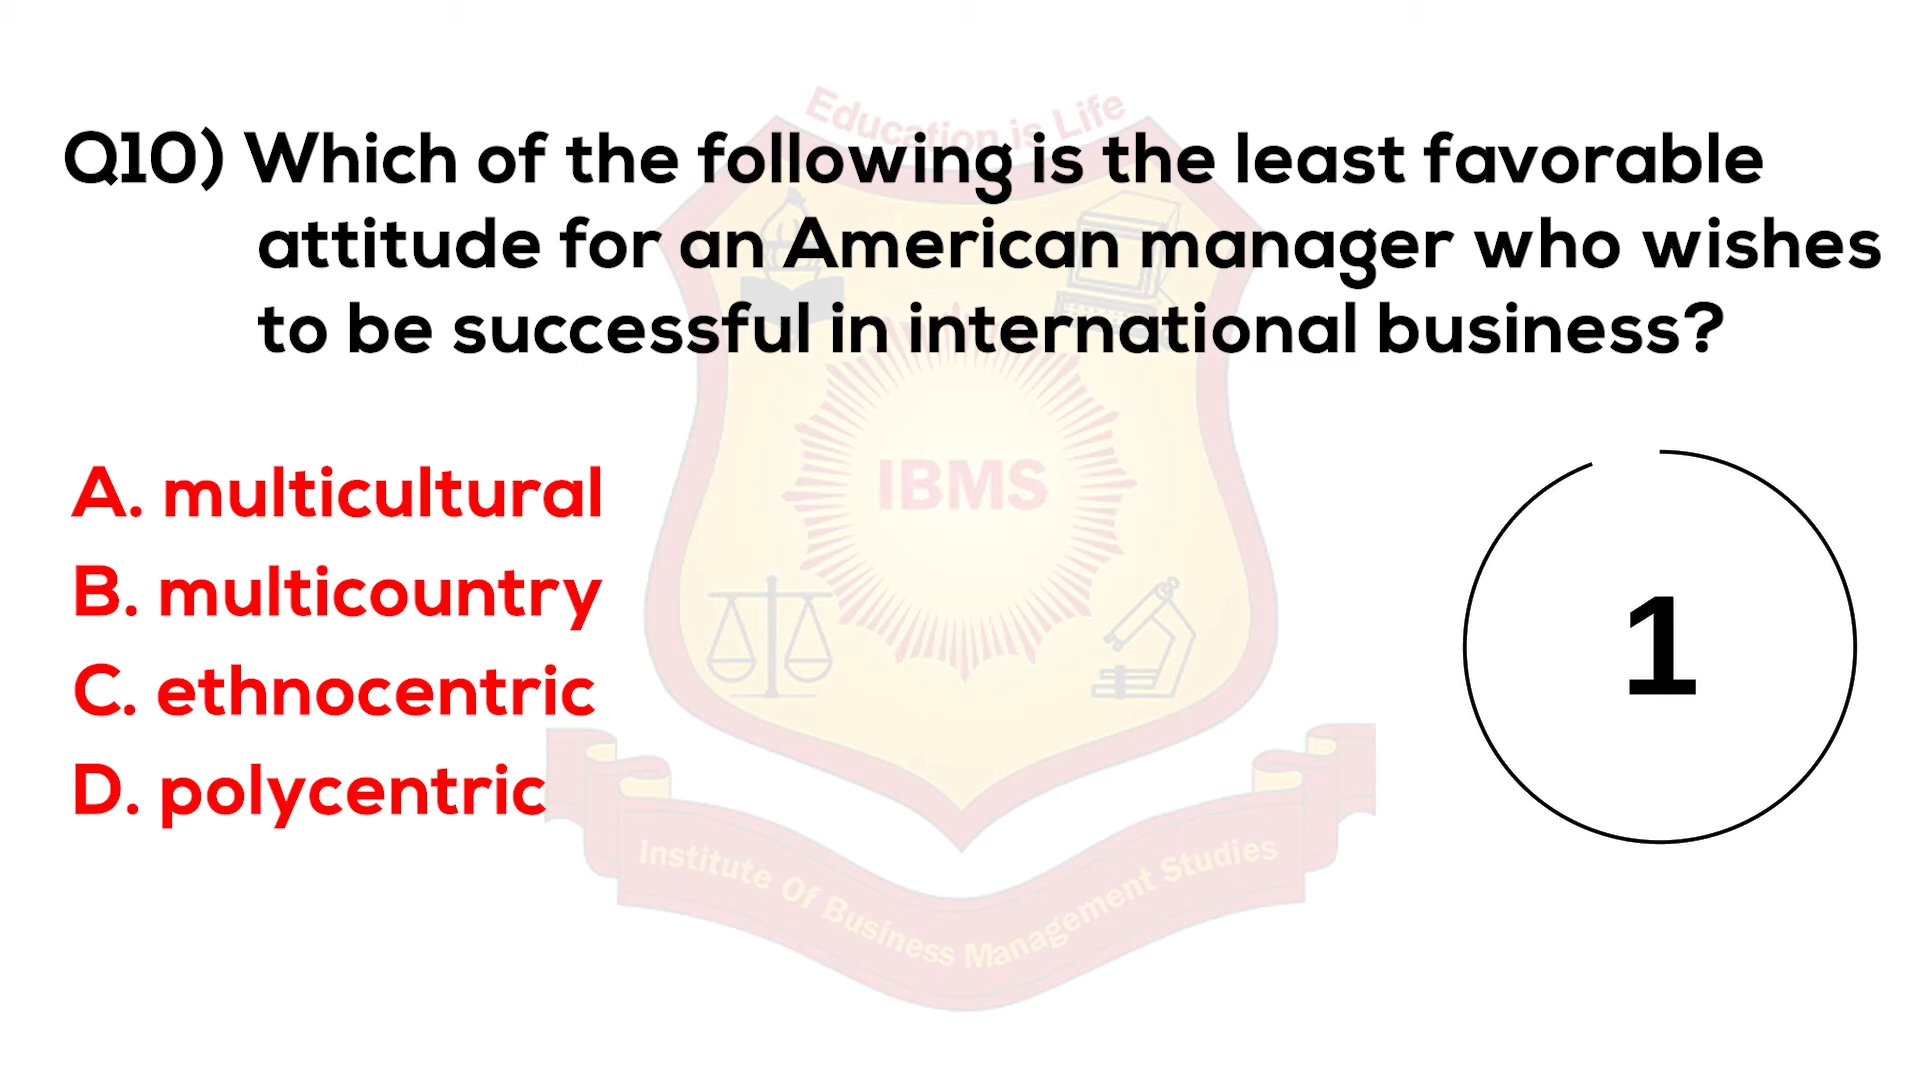 Education is Life
Q10) Which of the following is the least favorable
attitude for an American manager who wishes
to be successful in international business?
IBMS
A. multicultural
B. multicountry
C. ethnocentric
D. polycentric
1
Institute Of Business Management Studies